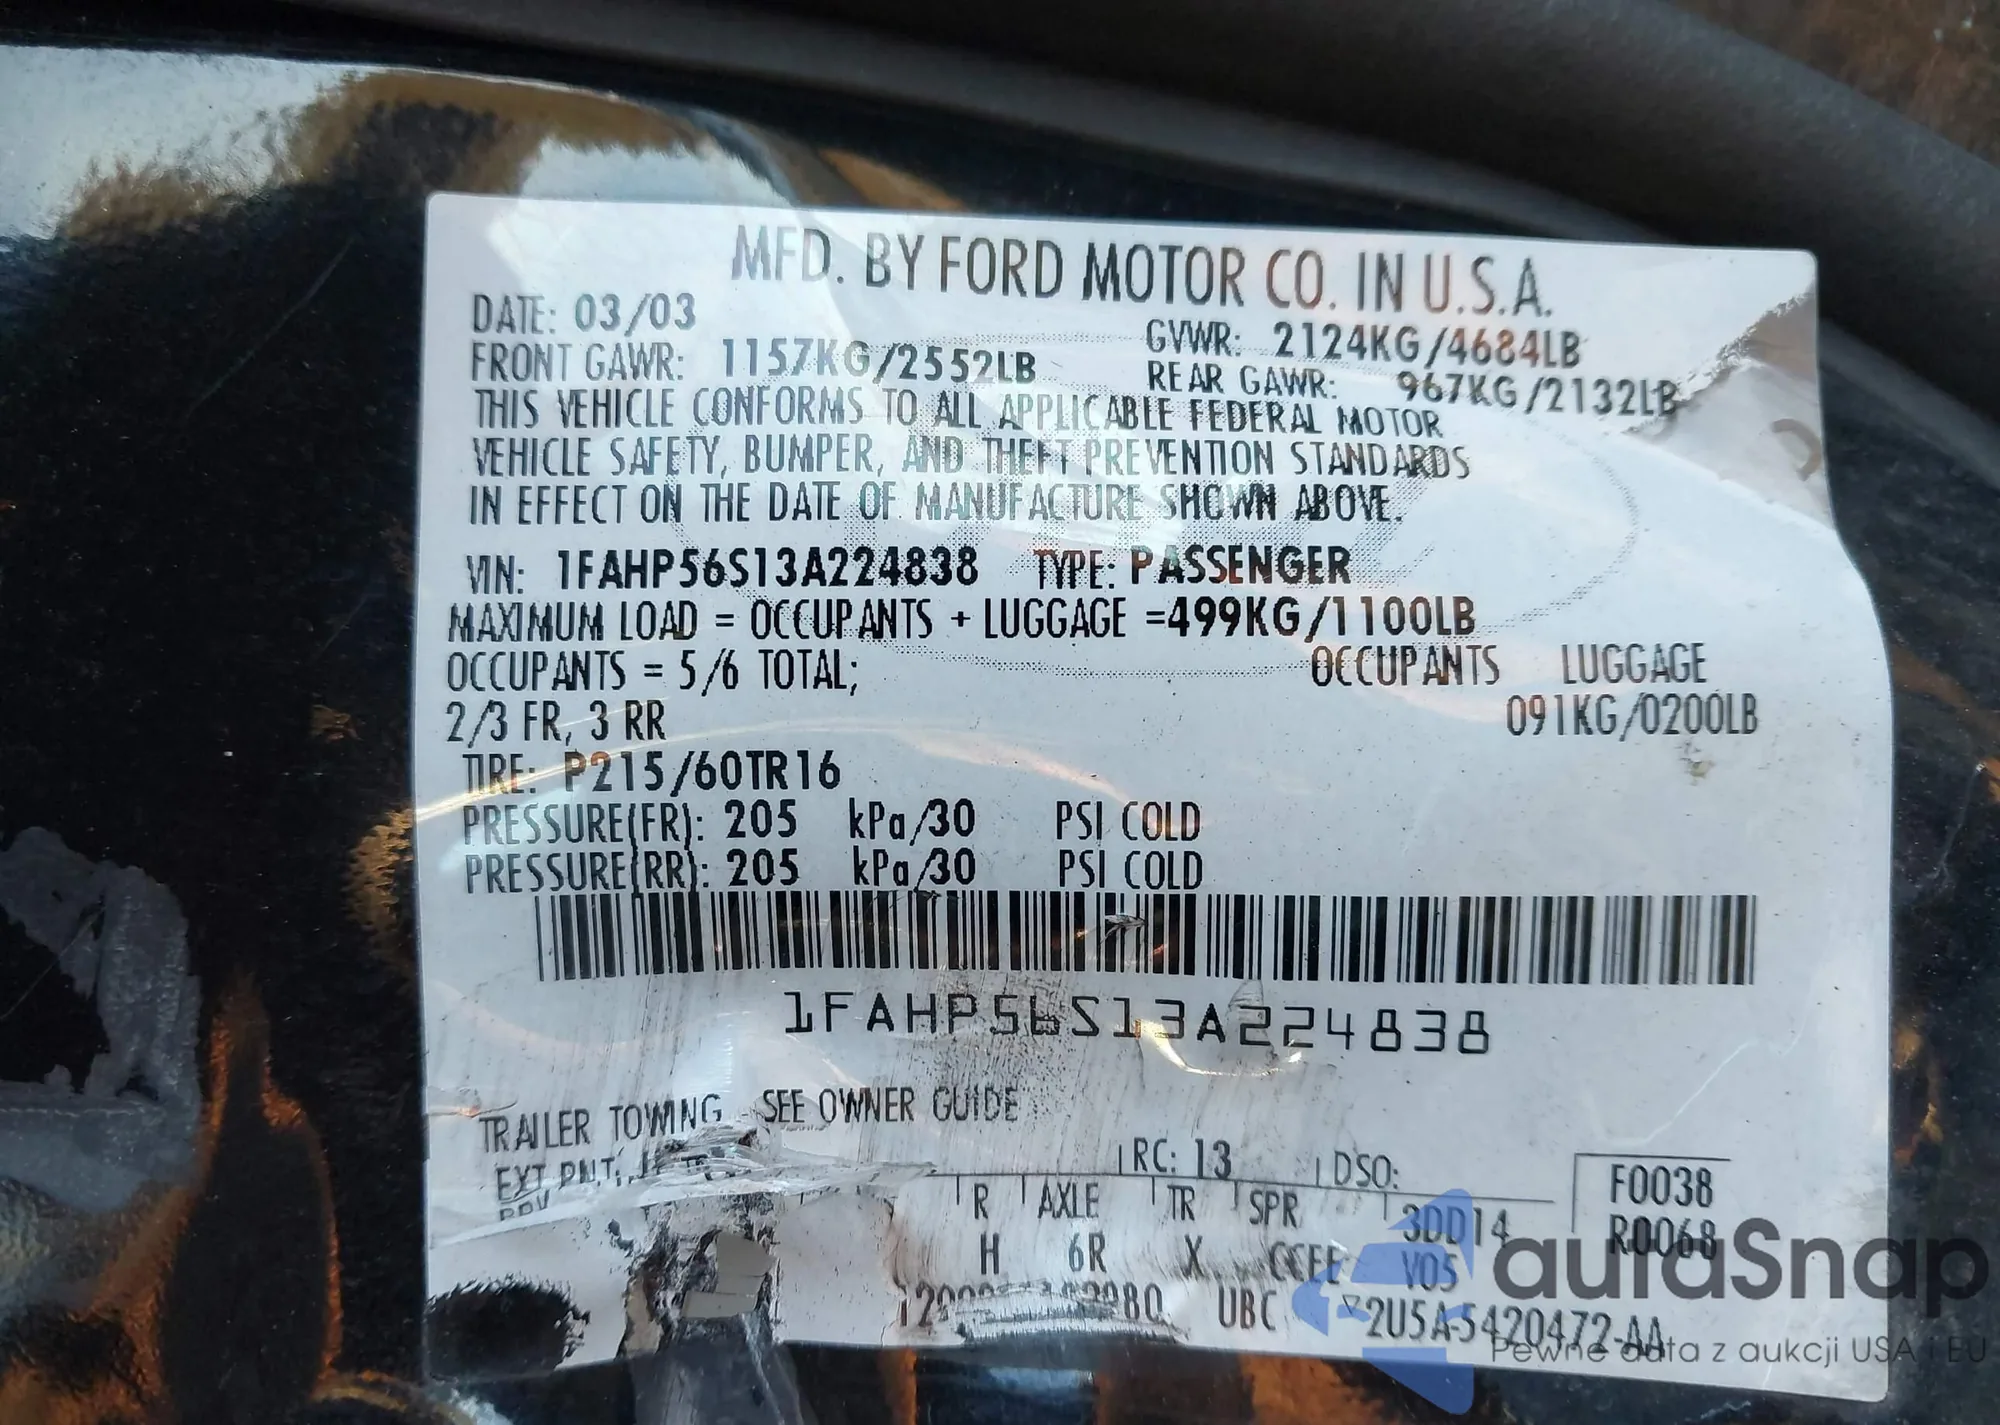 MFD. BY FORD MOTOR CO. IN U.S.A.
DATE: 03/03
GVWR: 2124KG/4684LB
FRONT GAWR: 1157KG/2552LB
REAR GAWR: 967KG/2132LB
THIS VEHICLE CONFORMS TO ALL APPLICABLE FEDERAL MOTOR
VEHICLE SAFETY, BUMPER, AND THEFT PREVENTION STANDARDS
IN EFFECT ON THE DATE OF MANUFACTURE SHOWN ABOVE.
VIN: 1FAHP56S13A224838 TYPE: PASSENGER
MAXIMUM LOAD = OCCUPANTS + LUGGAGE =499KG/1100LB
OCCUPANTS = 5/6 TOTAL; OCCUPANTS LUGGAGE
2/3 FR, 3 RR 091KG/0200LB
TIRE: P215/60TR16
PRESSURE(FR): 205 kPa/30 PSI COLD
PRESSURE(RR): 205 kPa/30 PSI COLD
1FAHP56S13A224838
TRAILER TOWING - SEE OWNER GUIDE
EXT PNT:
RC: 13 DSO:
F0038
R0068
R AXLE TR SPR 3DD14
H 6R X V05
UBC 2U5A-5420472-AA
autaSnap
Pewne auta z aukcji USA i EU